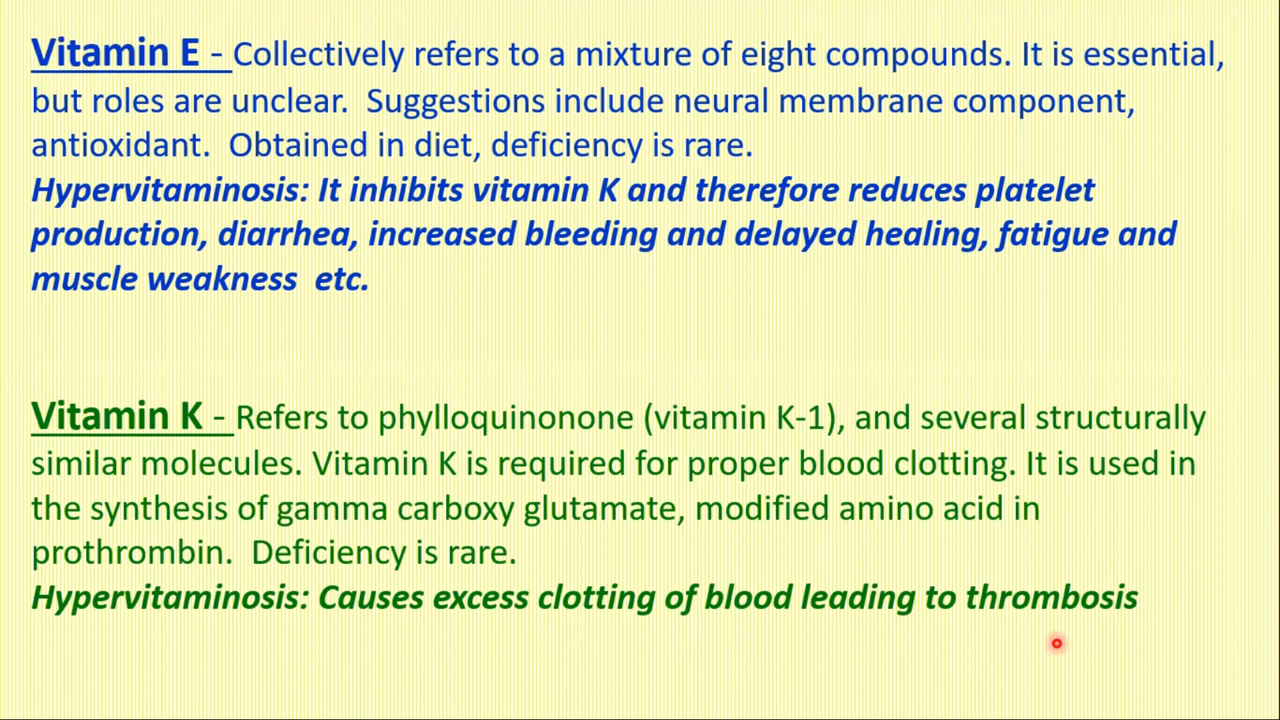 Vitamin E - Collectively refers to a mixture of eight compounds. It is essential,
but roles are unclear.  Suggestions include neural membrane component,
antioxidant.  Obtained in diet, deficiency is rare.
Hypervitaminosis: It inhibits vitamin K and therefore reduces platelet
production, diarrhea, increased bleeding and delayed healing, fatigue and
muscle weakness  etc.
Vitamin K - Refers to phylloquinonone (vitamin K-1), and several structurally
similar molecules. Vitamin K is required for proper blood clotting. It is used in
the synthesis of gamma carboxy glutamate, modified amino acid in
prothrombin.  Deficiency is rare.
Hypervitaminosis: Causes excess clotting of blood leading to thrombosis